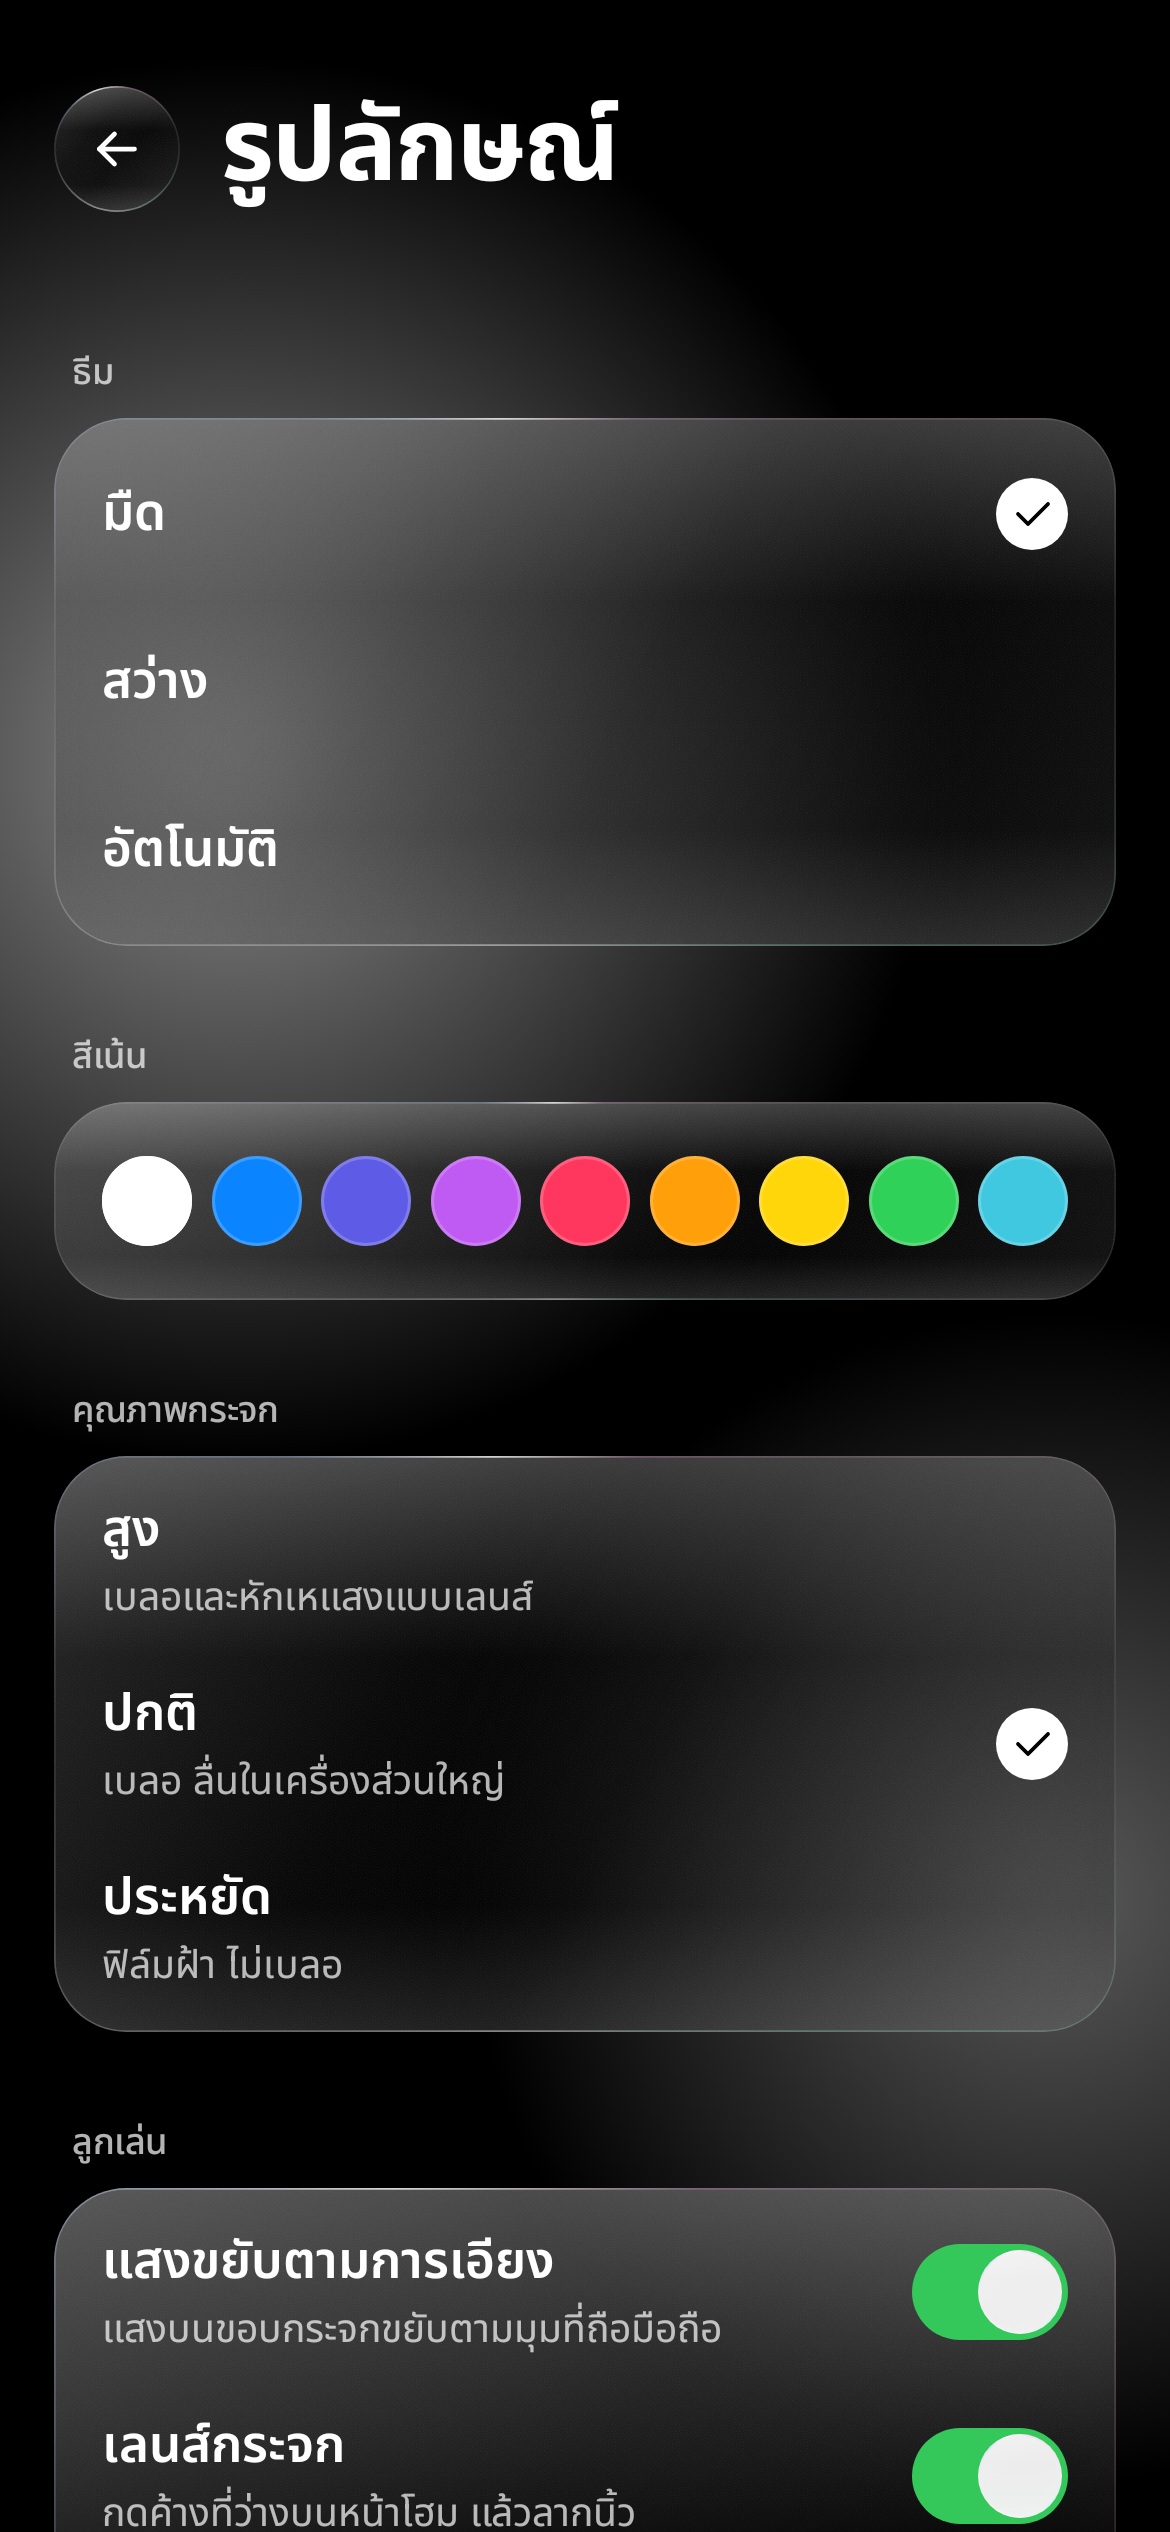 รูปลักษณ์
ธีม
มืด
สว่าง
อัตโนมัติ
สีเน้น
คุณภาพกระจก
สูง
เบลอและหักเหแสงแบบเลนส์
ปกติ
เบลอ ลื่นในเครื่องส่วนใหญ่
ประหยัด
ฟิล์มฝ้า ไม่เบลอ
ลูกเล่น
แสงขยับตามการเอียง
แสงบนขอบกระจกขยับตามมุมที่ถือมือถือ
เลนส์กระจก
กดค้างที่ว่างบนหน้าโฮม แล้วลากนิ้ว